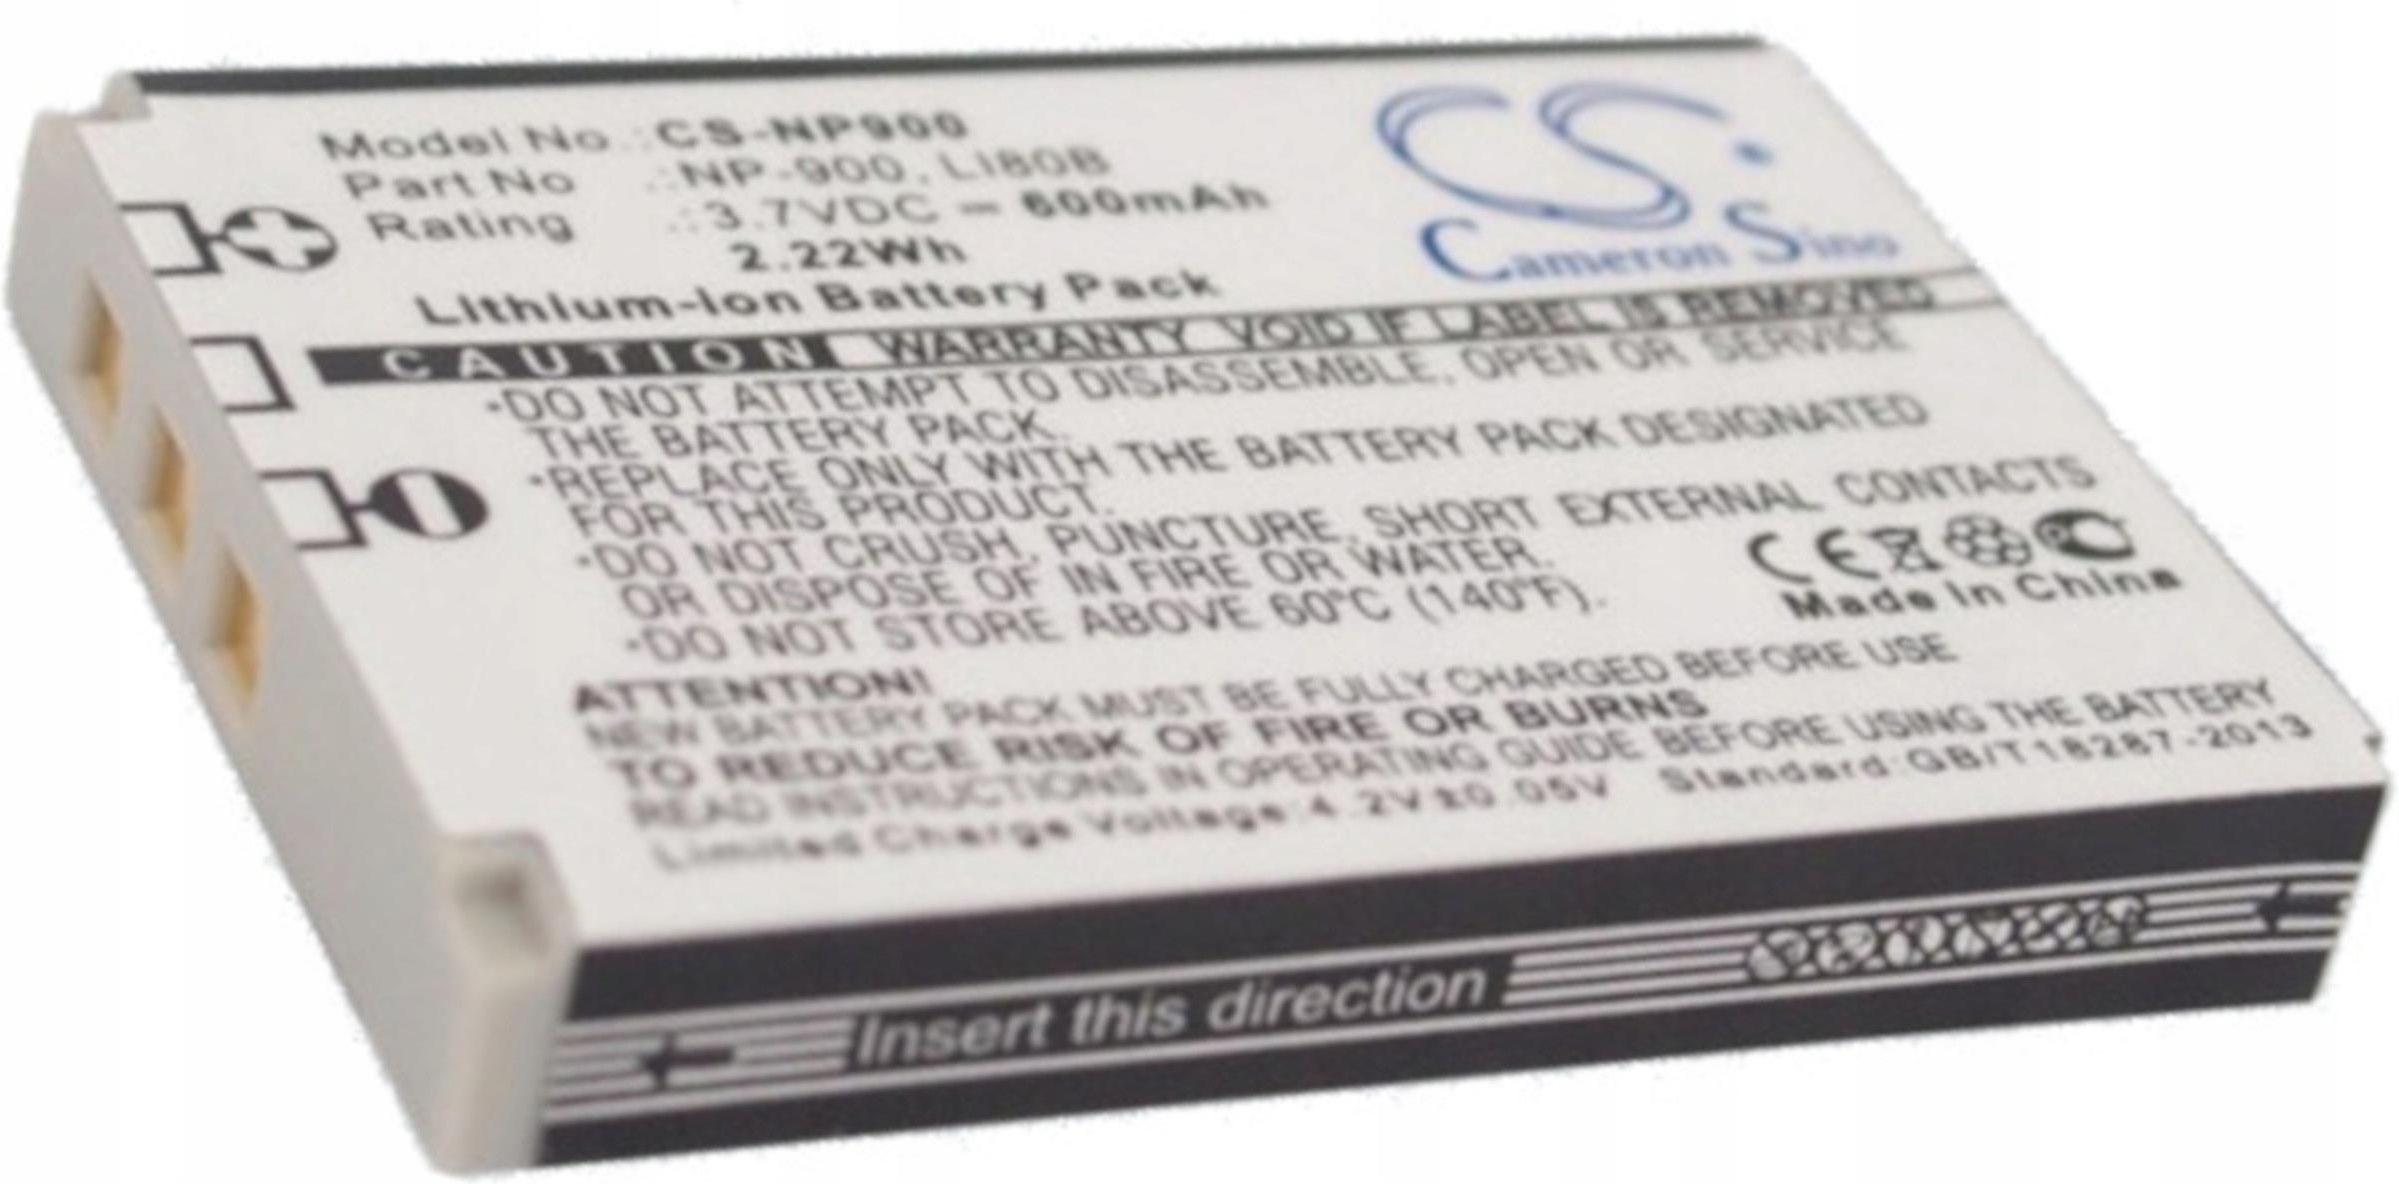 Model No.: CS-NP900
Part No .: NP-900, LI80B
Rating .: 3.7VDC = 600mAh
2.22Wh
Lithium-Ion Battery Pack
CS
Cameron Sino
CAUTION WARRANTY VOID IF LABEL IS REMOVED
•DO NOT ATTEMPT TO DISASSEMBLE, OPEN OR SERVICE
THE BATTERY PACK.
•REPLACE ONLY WITH THE BATTERY PACK DESIGNATED
FOR THIS PRODUCT.
•DO NOT CRUSH, PUNCTURE, SHORT EXTERNAL CONTACTS
OR DISPOSE OF IN FIRE OR WATER.
•DO NOT STORE ABOVE 60°C (140°F).
CE
Made In China
ATTENTION!
NEW BATTERY PACK MUST BE FULLY CHARGED BEFORE USE
TO REDUCE RISK OF FIRE OR BURNS
READ INSTRUCTIONS IN OPERATING GUIDE BEFORE USING THE BATTERY
Limited Charge Voltage:4.2V±0.05V Standard:GB/T18287-2013
Insert this direction